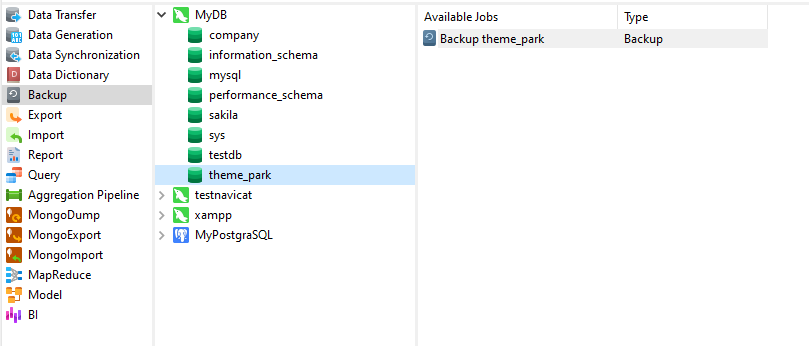 Data Transfer
Data Generation
Data Synchronization
Data Dictionary
Backup
Export
Import
Report
Query
Aggregation Pipeline
MongoDump
MongoExport
MongoImport
MapReduce
Model
BI
MyDB
company
information_schema
mysql
performance_schema
sakila
sys
testdb
theme_park
testnavicat
xampp
MyPostgraSQL
Available Jobs Type
Backup theme_park Backup